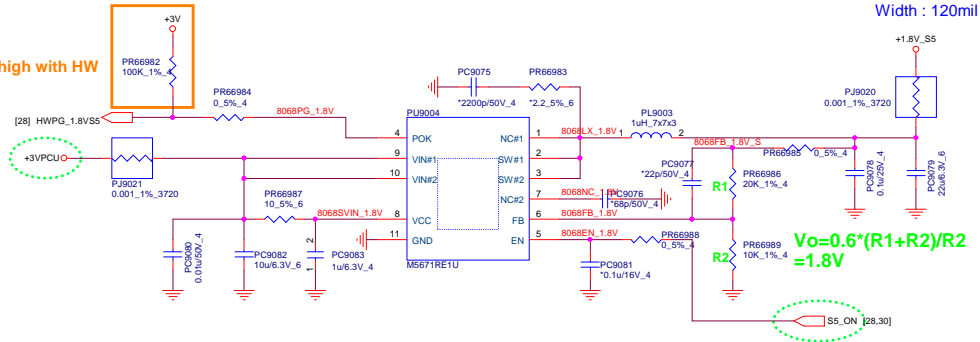 Width : 120mil
+3V
+1.8V_S5
high with HW
PR66982
100K_1%_4
PR66984
0_5%_4
PC9075
*2200p/50V_4
PR66983
*2.2_5%_6
PJ9020
0.001_1%_3720
[28] HWPG_1.8VS5
8068PG_1.8V
PU9004
PL9003
1uH_7x7x3
4
POK
NC#1
1
8068LX_1.8V
1
2
8068FB_1.8V_S
+3VPCU
9
VIN#1
SW#1
2
PR66985
0_5%_4
10
VIN#2
SW#3
3
PC9077
*22p/50V_4
PJ9021
0.001_1%_3720
R1
PR66986
20K_1%_4
PC9078
0.1u/25V_4
PC9079
22u/6.3V_6
PR66987
10_5%_6
NC#2
7
8068NC_1.8V
PC9076
*68p/50V_4
8068SVIN_1.8V
8
VCC
FB
6
8068FB_1.8V
11
GND
EN
5
8068EN_1.8V
PR66988
0_5%_4
PC9080
0.01u/50V_4
PC9082
10u/6.3V_6
2
1
PC9083
1u/6.3V_4
M5671RE1U
PC9081
*0.1u/16V_4
R2
PR66989
10K_1%_4
Vo=0.6*(R1+R2)/R2
=1.8V
S5_ON [28,30]